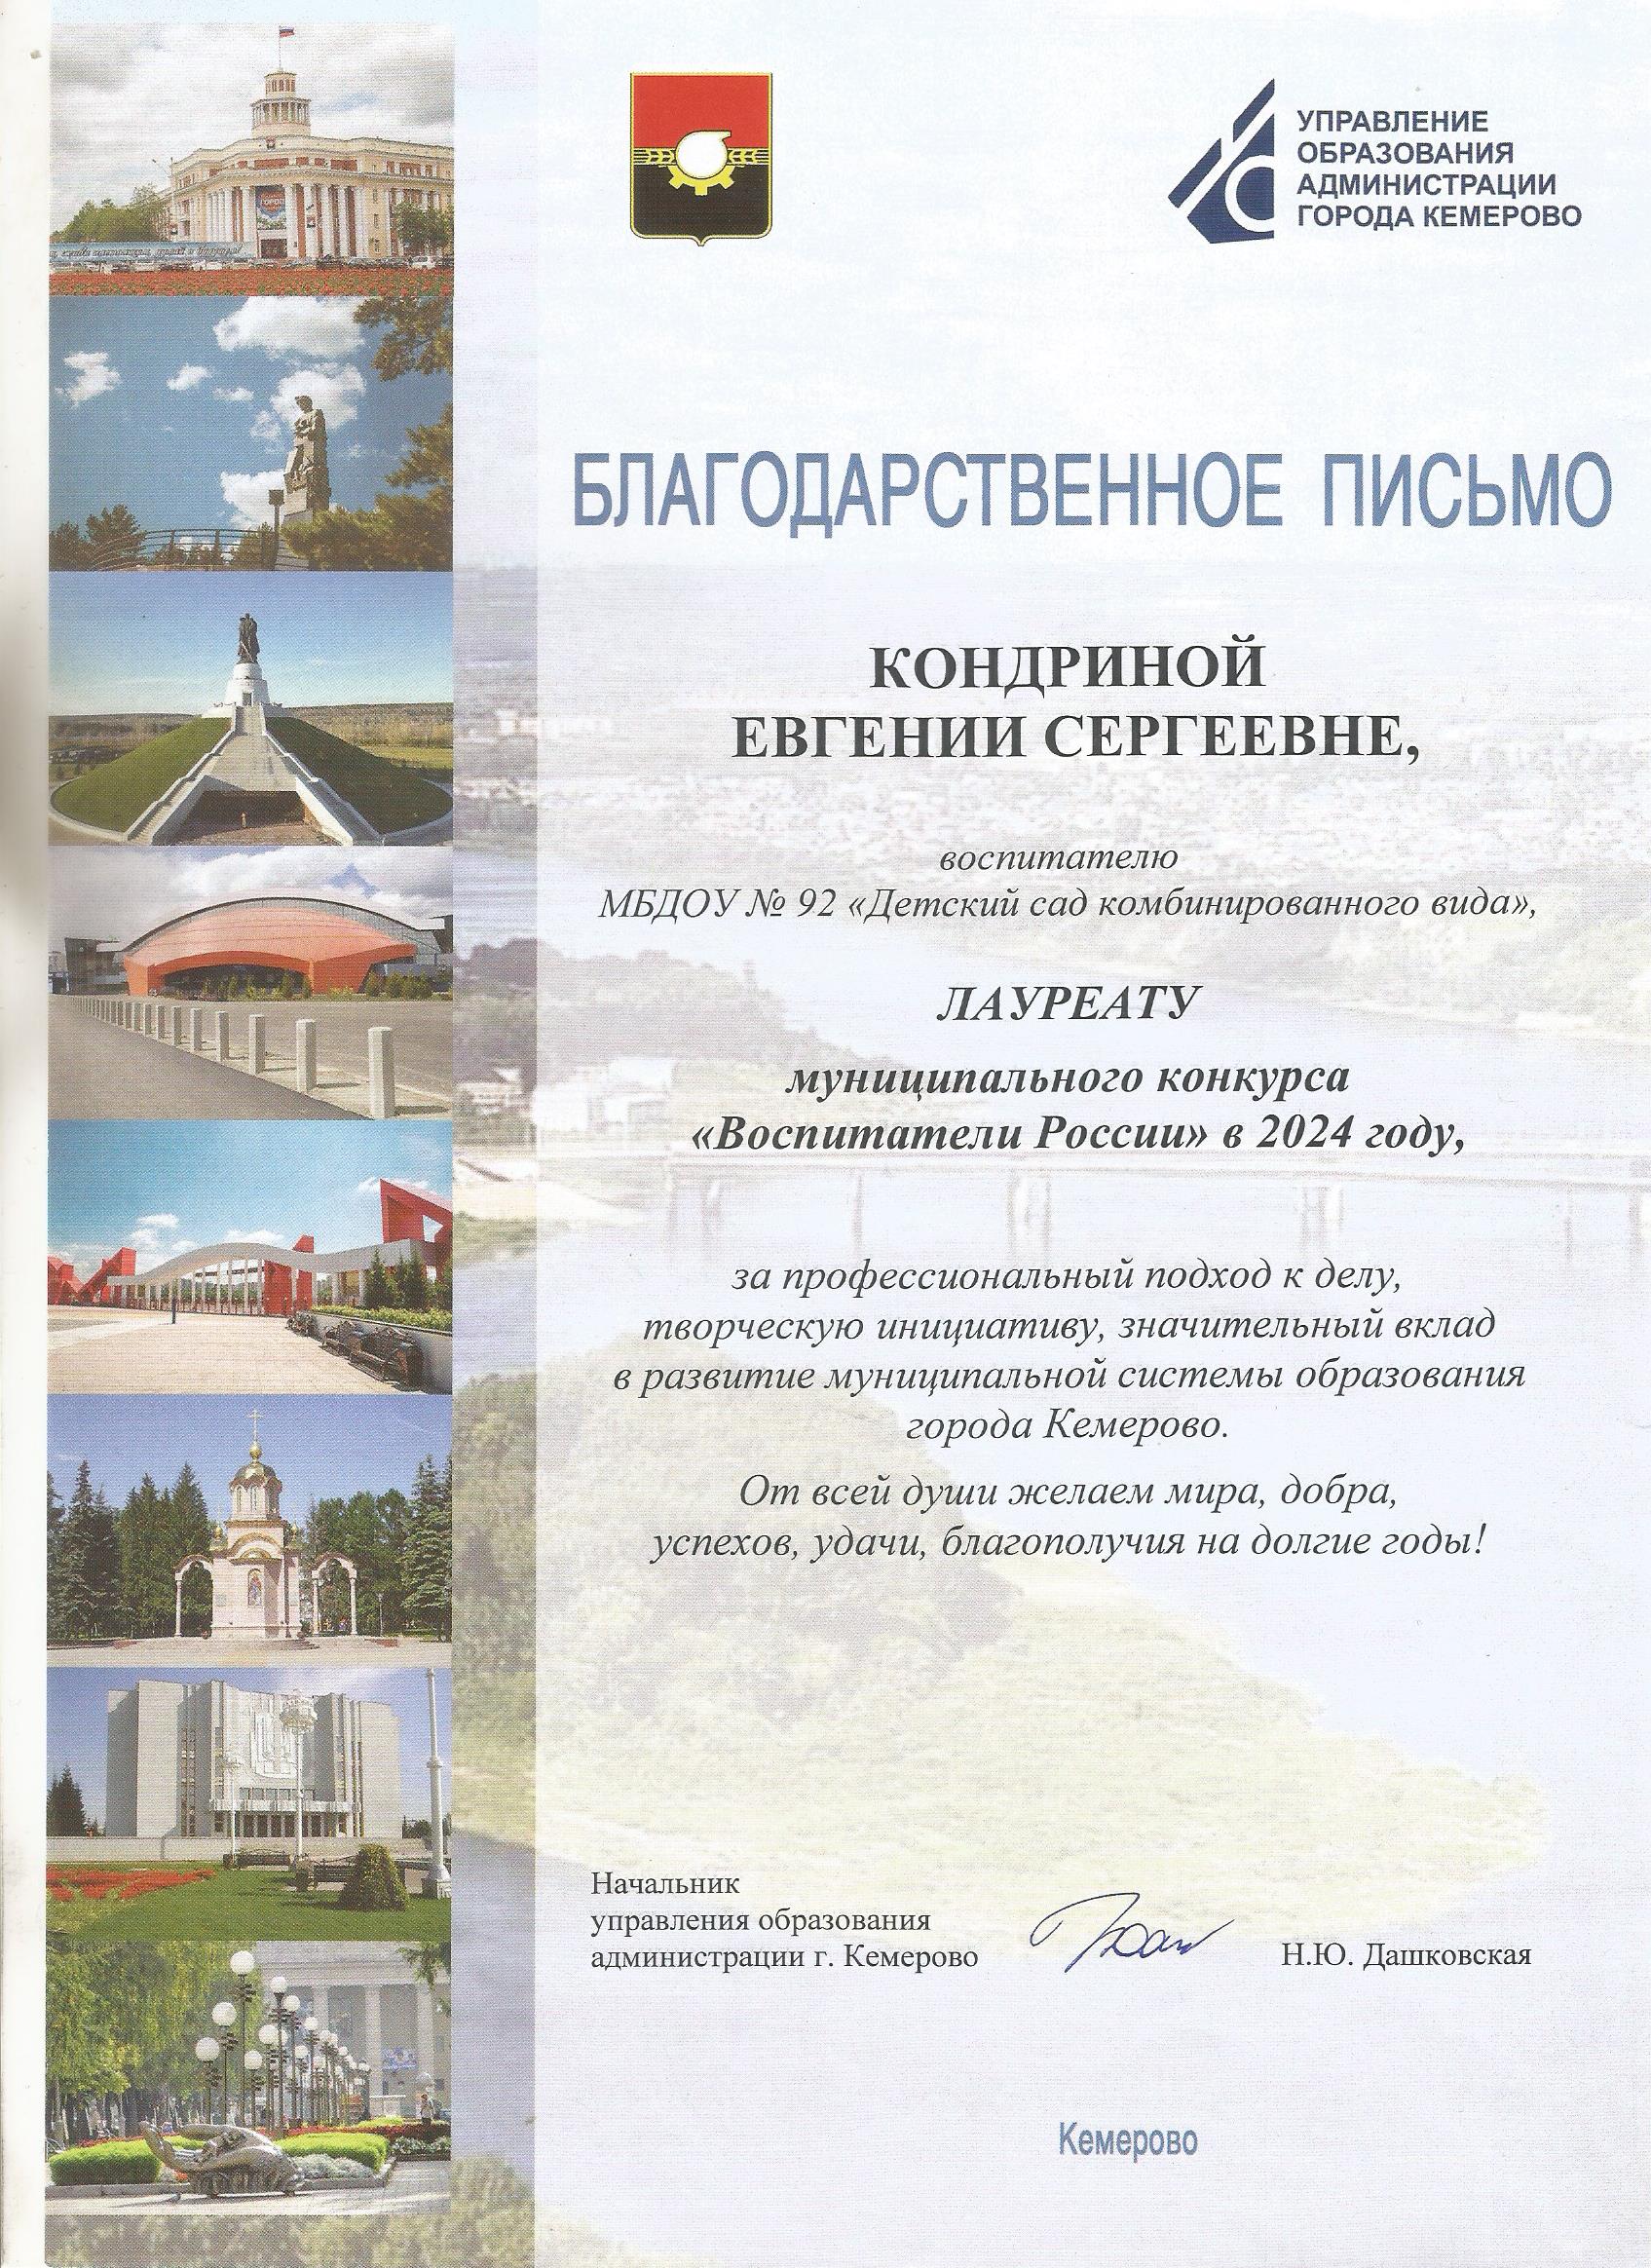 УПРАВЛЕНИЕ
ОБРАЗОВАНИЯ
АДМИНИСТРАЦИИ
ГОРОДА КЕМЕРОВО
БЛАГОДАРСТВЕННОЕ ПИСЬМО
КОНДРИНОЙ
ЕВГЕНИИ СЕРГЕЕВНЕ,
воспитателю
МБДОУ № 92 «Детский сад комбинированного вида»,
ЛАУРЕАТУ
муниципального конкурса
«Воспитатели России» в 2024 году,
за профессиональный подход к делу,
творческую инициативу, значительный вклад
в развитие муниципальной системы образования
города Кемерово.
От всей души желаем мира, добра,
успехов, удачи, благополучия на долгие годы!
Начальник
управления образования
администрации г. Кемерово
Н.Ю. Дашковская
Кемерово